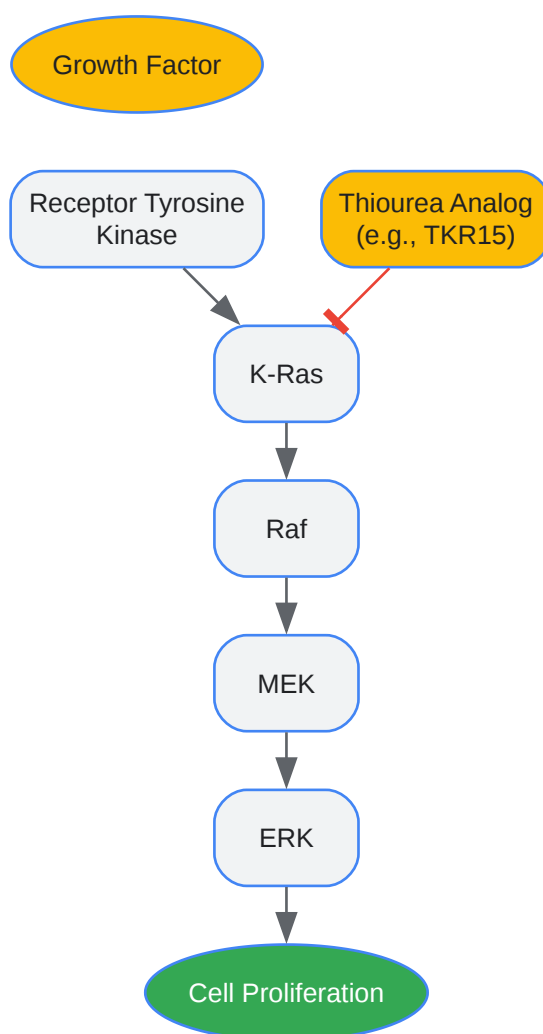 Growth Factor
Receptor Tyrosine
Kinase
Thiourea Analog
(e.g., TKR15)
K-Ras
Raf
MEK
ERK
Cell Proliferation